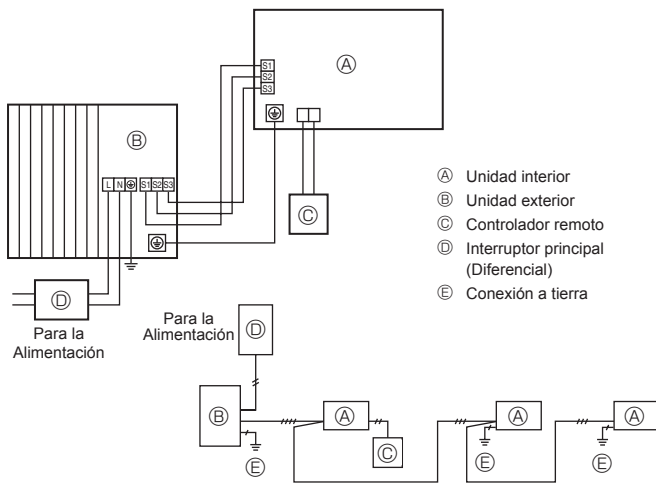 S1
S2
S3
Ⓐ
Ⓑ
L N S1 S2 S3
Ⓒ
Ⓓ
Para la
Alimentación
Ⓐ Unidad interior
Ⓑ Unidad exterior
Ⓒ Controlador remoto
Ⓓ Interruptor principal
(Diferencial)
Ⓔ Conexión a tierra
Para la
Alimentación
Ⓓ
Ⓑ
Ⓐ
Ⓐ
Ⓐ
Ⓒ
Ⓔ
Ⓔ
Ⓔ